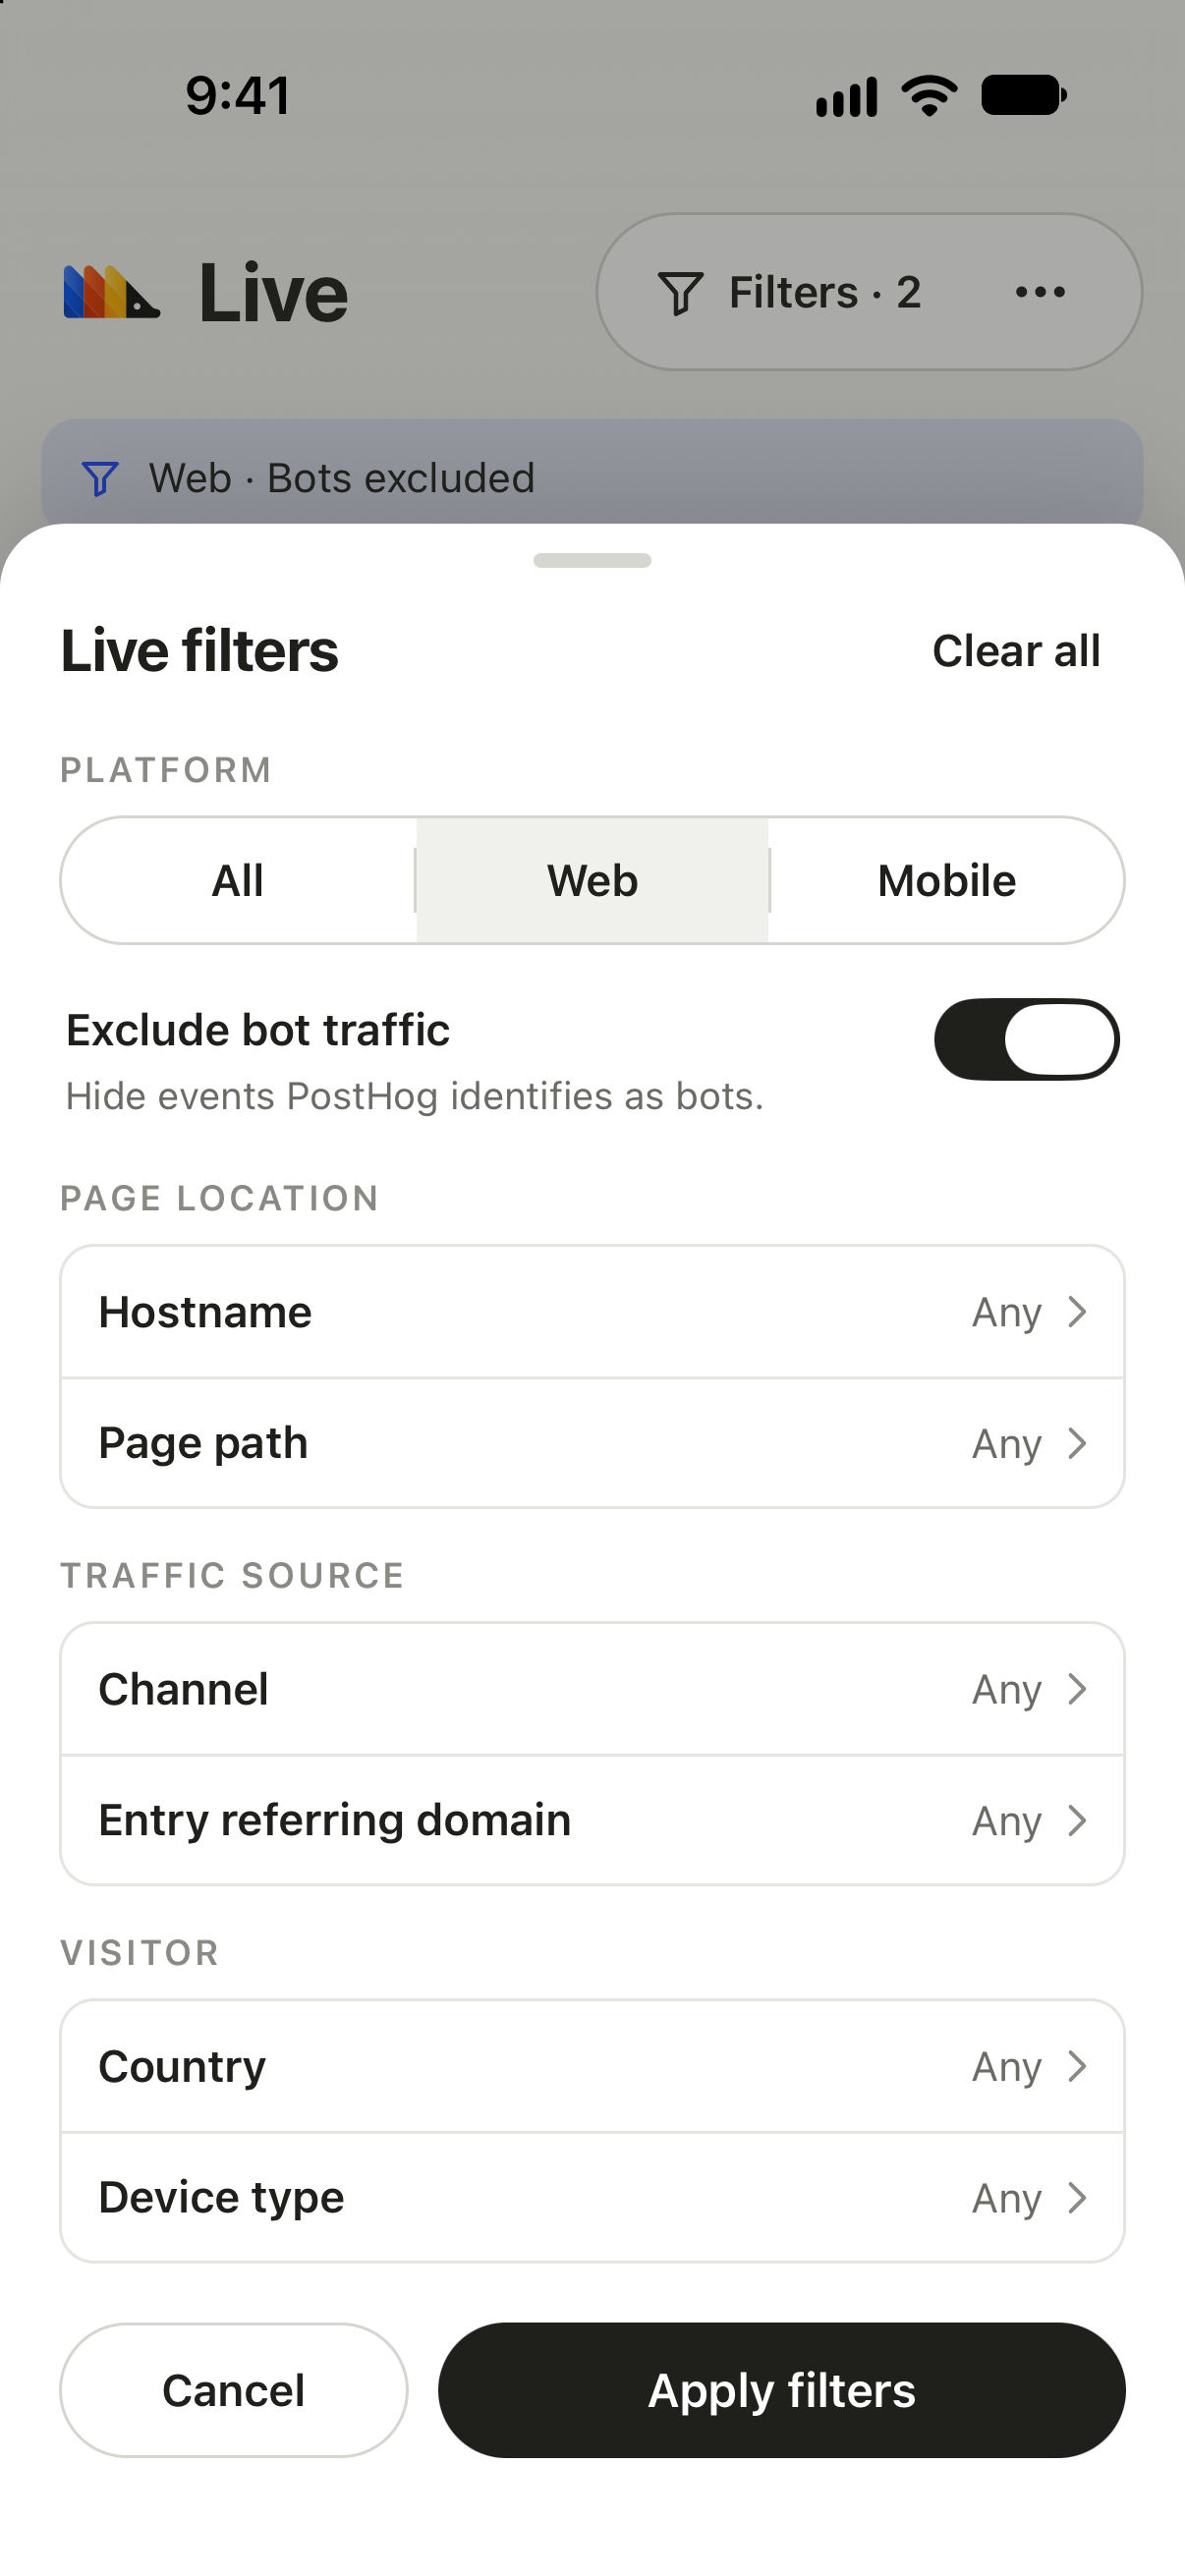 9:41
Live
Filters · 2
Web · Bots excluded
Live filters
Clear all
PLATFORM
All
Web
Mobile
Exclude bot traffic
Hide events PostHog identifies as bots.
PAGE LOCATION
Hostname
Any
Page path
Any
TRAFFIC SOURCE
Channel
Any
Entry referring domain
Any
VISITOR
Country
Any
Device type
Any
Cancel
Apply filters